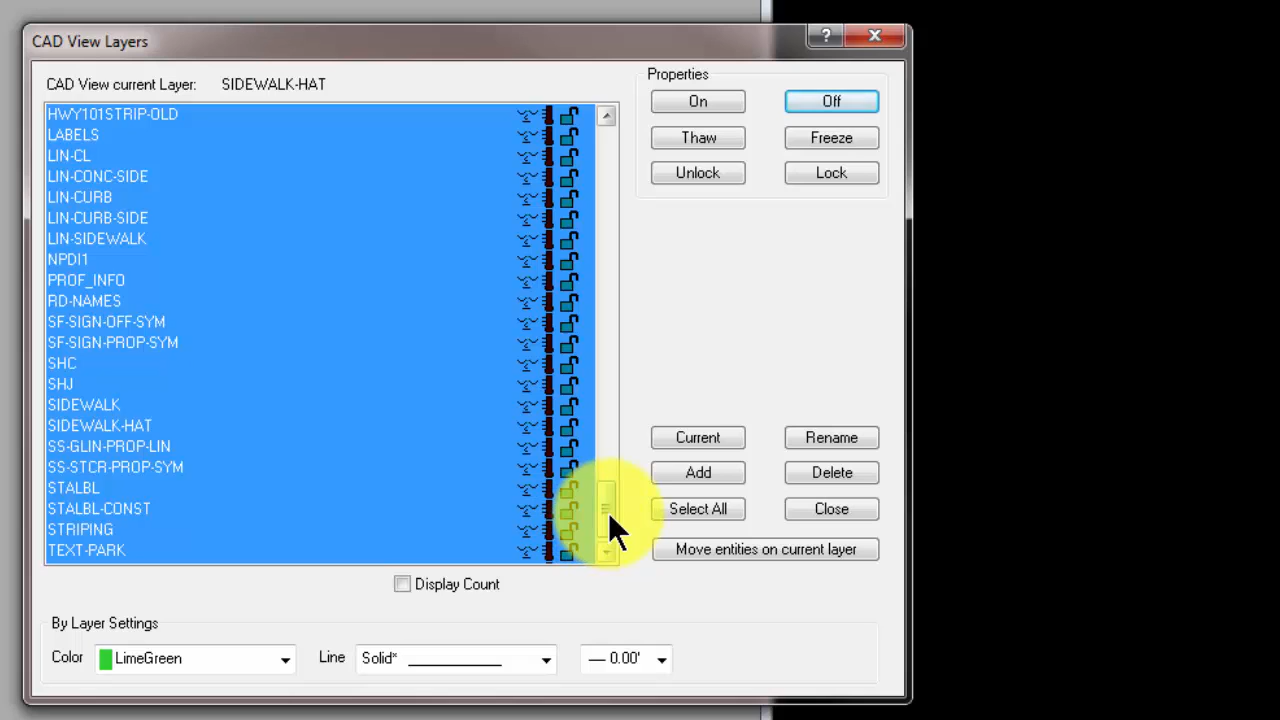 CAD View Layers
?
CAD View current Layer: SIDEWALK-HAT
Properties
On Off
Thaw Freeze
Unlock Lock
HWY101STRIP-OLD
LABELS
LIN-CL
LIN-CONC-SIDE
LIN-CURB
LIN-CURB-SIDE
LIN-SIDEWALK
NPDI1
PROF_INFO
RD-NAMES
SF-SIGN-OFF-SYM
SF-SIGN-PROP-SYM
SHC
SHJ
SIDEWALK
SIDEWALK-HAT
SS-GLIN-PROP-LIN
SS-STCR-PROP-SYM
STALBL
STALBL-CONST
STRIPING
TEXT-PARK
Current Rename
Add Delete
Select All Close
Move entities on current layer
Display Count
By Layer Settings
Color LimeGreen Line Solid* 0.00'